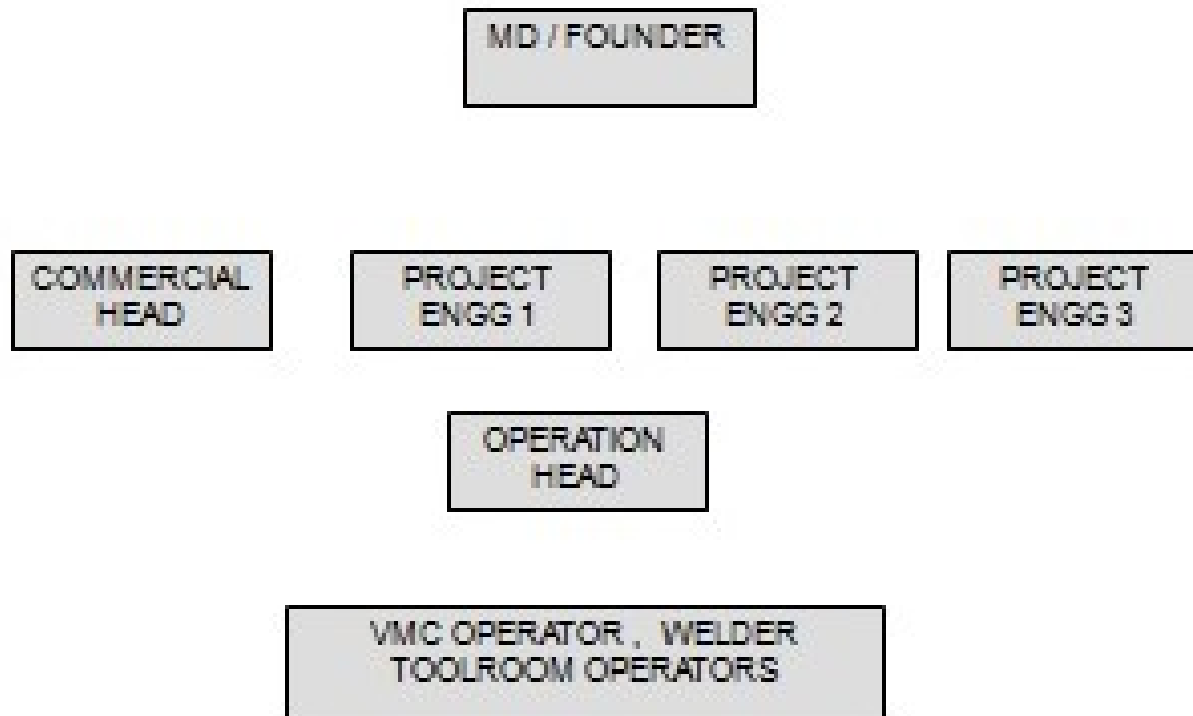 MD / FOUNDER
COMMERCIAL
HEAD
PROJECT
ENGG 1
PROJECT
ENGG 2
PROJECT
ENGG 3
OPERATION
HEAD
VMC OPERATOR , WELDER
TOOLROOM OPERATORS